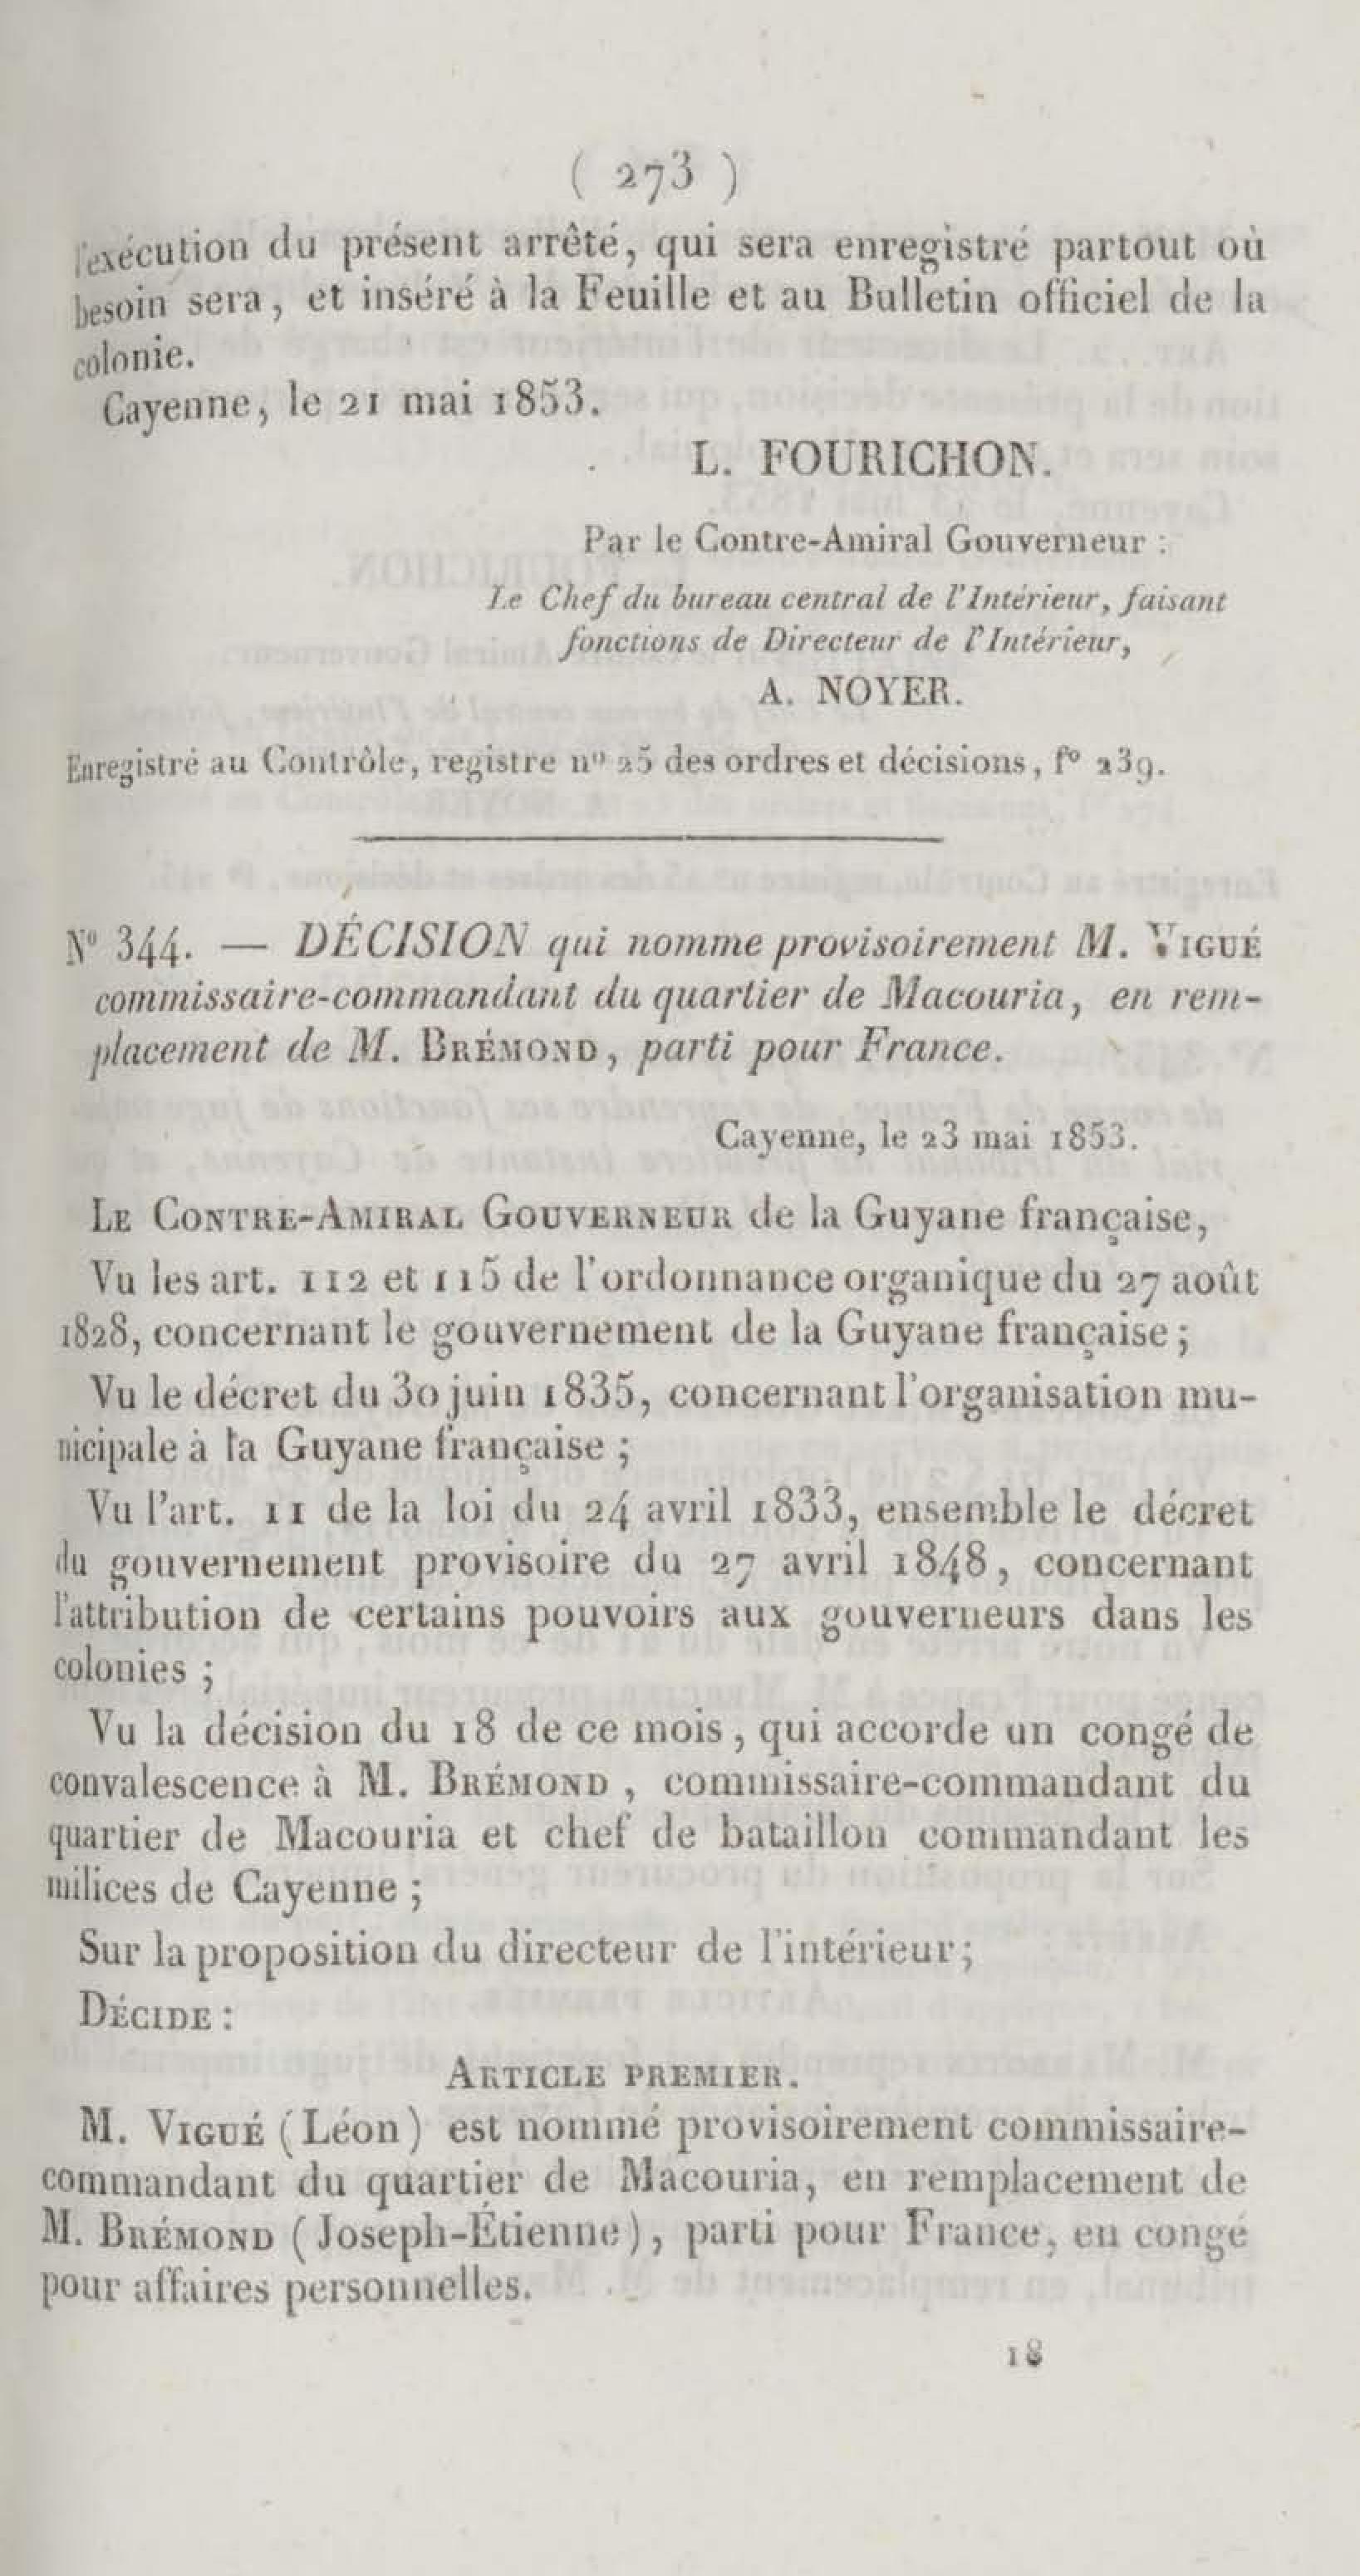 ( 273 )
l'exécution du présent arrêté, qui sera enregistré partout où
besoin sera, et inséré à la Feuille et au Bulletin officiel de la
colonie.
Cayenne, le 21 mai 1853.
L. FOURICHON.
Par le Contre-Amiral Gouverneur :
Le Chef du bureau central de l'Intérieur, faisant
fonctions de Directeur de l'Intérieur,
A. NOYER.
Enregistré au Contrôle, registre nº 25 des ordres et décisions, fº 239.
Nº 344. — DÉCISION qui nomme provisoirement M. VIGUÉ
commissaire-commandant du quartier de Macouria, en rem-
placement de M. BRÉMOND, parti pour France.
Cayenne, le 23 mai 1853.
LE CONTRE-AMIRAL GOUVERNEUR de la Guyane française,
Vu les art. 112 et 115 de l'ordonnance organique du 27 août
1828, concernant le gouvernement de la Guyane française ;
Vu le décret du 30 juin 1835, concernant l'organisation mu-
nicipale à la Guyane française ;
Vu l'art. 11 de la loi du 24 avril 1833, ensemble le décret
du gouvernement provisoire du 27 avril 1848, concernant
l'attribution de certains pouvoirs aux gouverneurs dans les
colonies ;
Vu la décision du 18 de ce mois, qui accorde un congé de
convalescence à M. BRÉMOND, commissaire-commandant du
quartier de Macouria et chef de bataillon commandant les
milices de Cayenne ;
Sur la proposition du directeur de l'intérieur ;
DÉCIDE :
ARTICLE PREMIER.
M. VIGUÉ (Léon) est nommé provisoirement commissaire-
commandant du quartier de Macouria, en remplacement de
M. BRÉMOND (Joseph-Étienne), parti pour France, en congé
pour affaires personnelles.
18